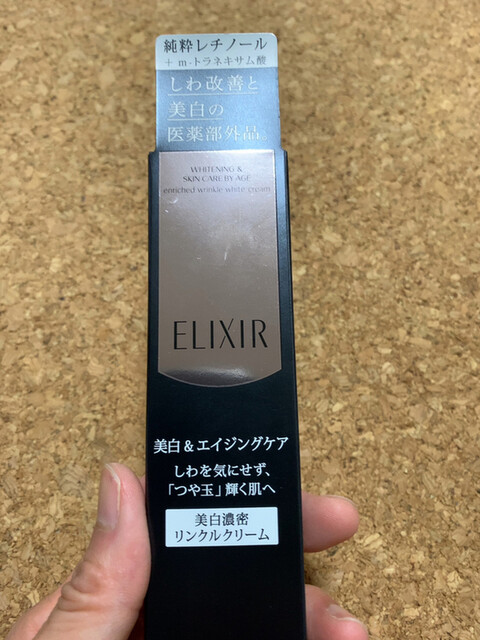 純粋レチノール
+ m-トラネキサム酸
しわ改善と
美白の
医薬部外品。
WHITENING &
SKIN CARE BY AGE
enriched wrinkle white cream
ELIXIR
美白&エイジングケア
しわを気にせず、
「つや玉」輝く肌へ
美白濃密
リンクルクリーム